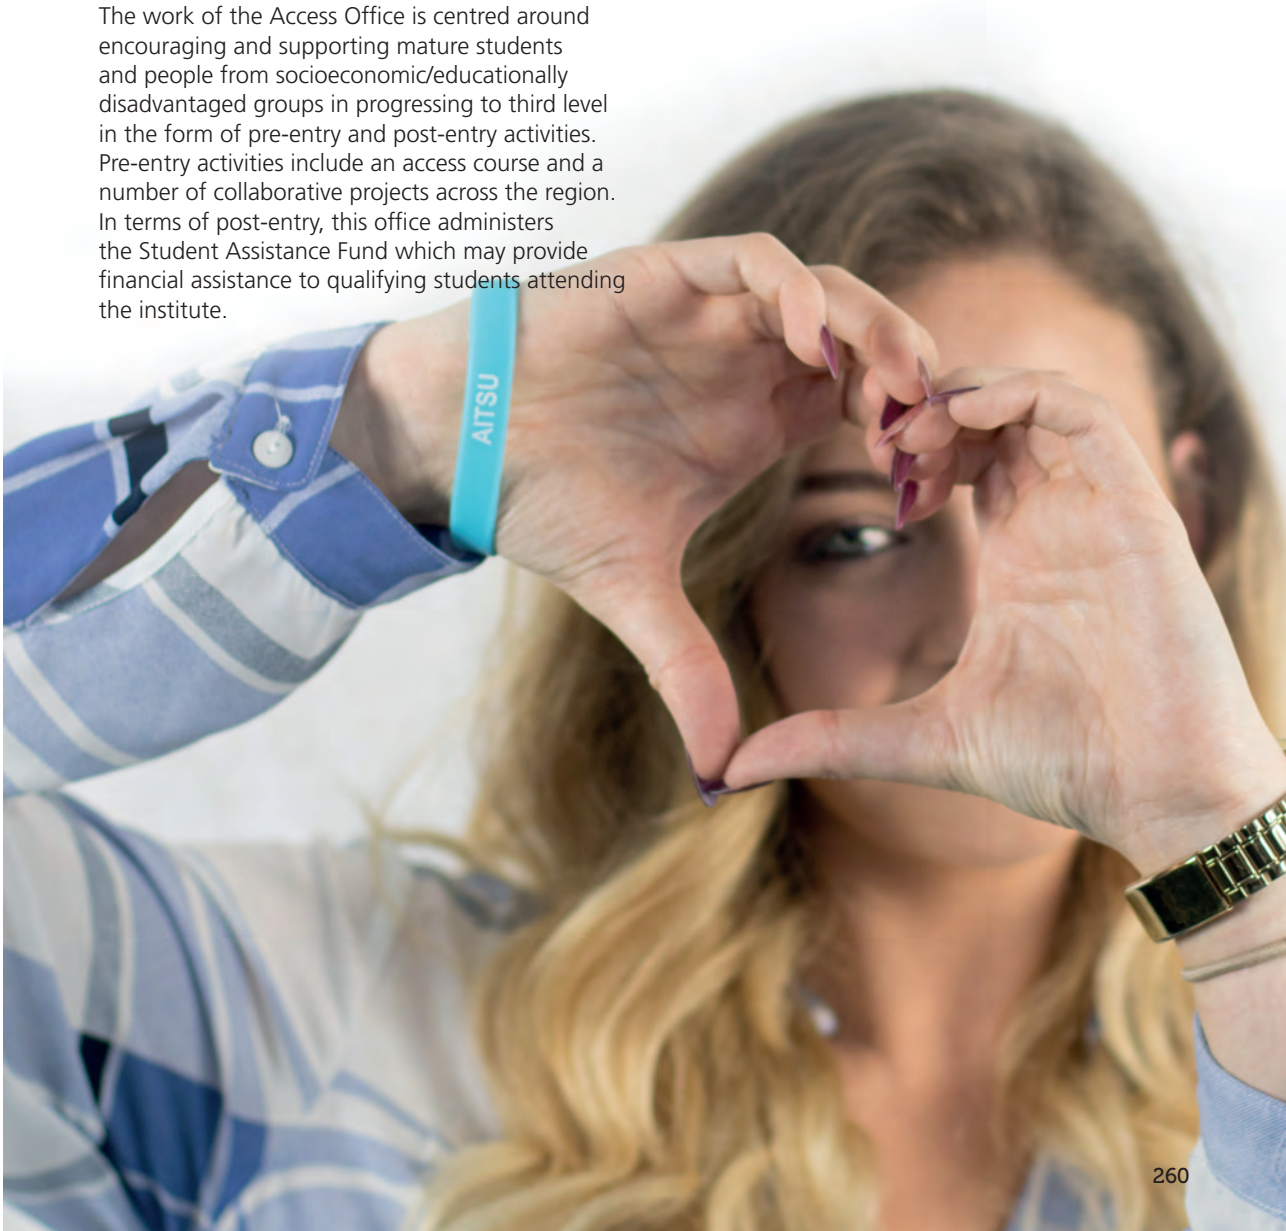 The work of the Access Office is centred around
encouraging and supporting mature students
and people from socioeconomic/educationally
disadvantaged groups in progressing to third level
in the form of pre-entry and post-entry activities.
Pre-entry activities include an access course and a
number of collaborative projects across the region.
In terms of post-entry, this office administers
the Student Assistance Fund which may provide
financial assistance to qualifying students attending
the institute.
AITSU
260